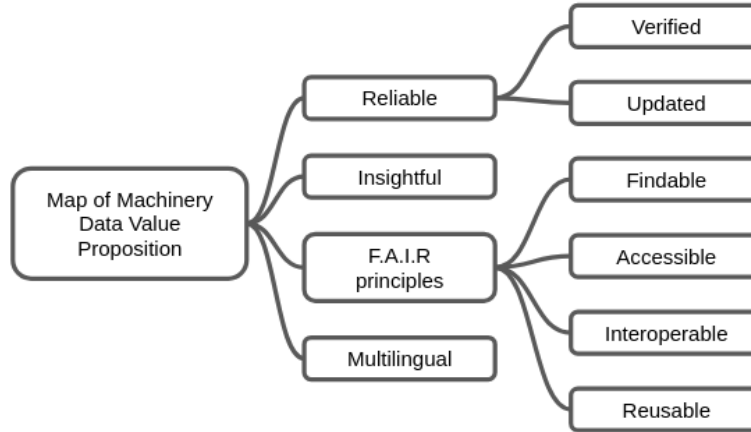 Map of Machinery
Data Value
Proposition
Reliable
Insightful
F.A.I.R
principles
Multilingual
Verified
Updated
Findable
Accessible
Interoperable
Reusable